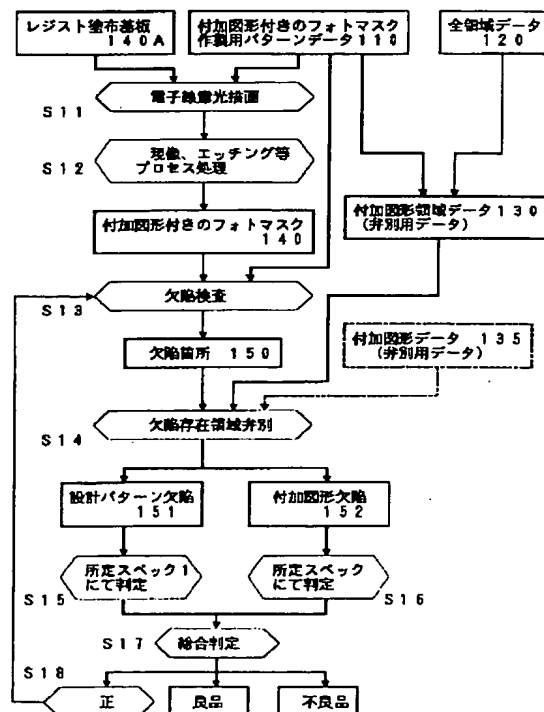 レジスト塗布基板
140A
付加図形付きのフォトマスク
作製用パターンデータ110
全領域データ
120
S11
電子線露光描画
S12
現像、エッチング等
プロセス処理
付加図形付きのフォトマスク
140
付加図形領域データ130
(弁別用データ)
S13
欠陥検査
欠陥箇所 150
付加図形データ 135
(弁別用データ)
S14
欠陥存在領域弁別
設計パターン欠陥
151
付加図形欠陥
152
S15
所定スペック1
にて判定
所定スペック
にて判定
S16
S17
総合判定
S18
正
良品
不良品